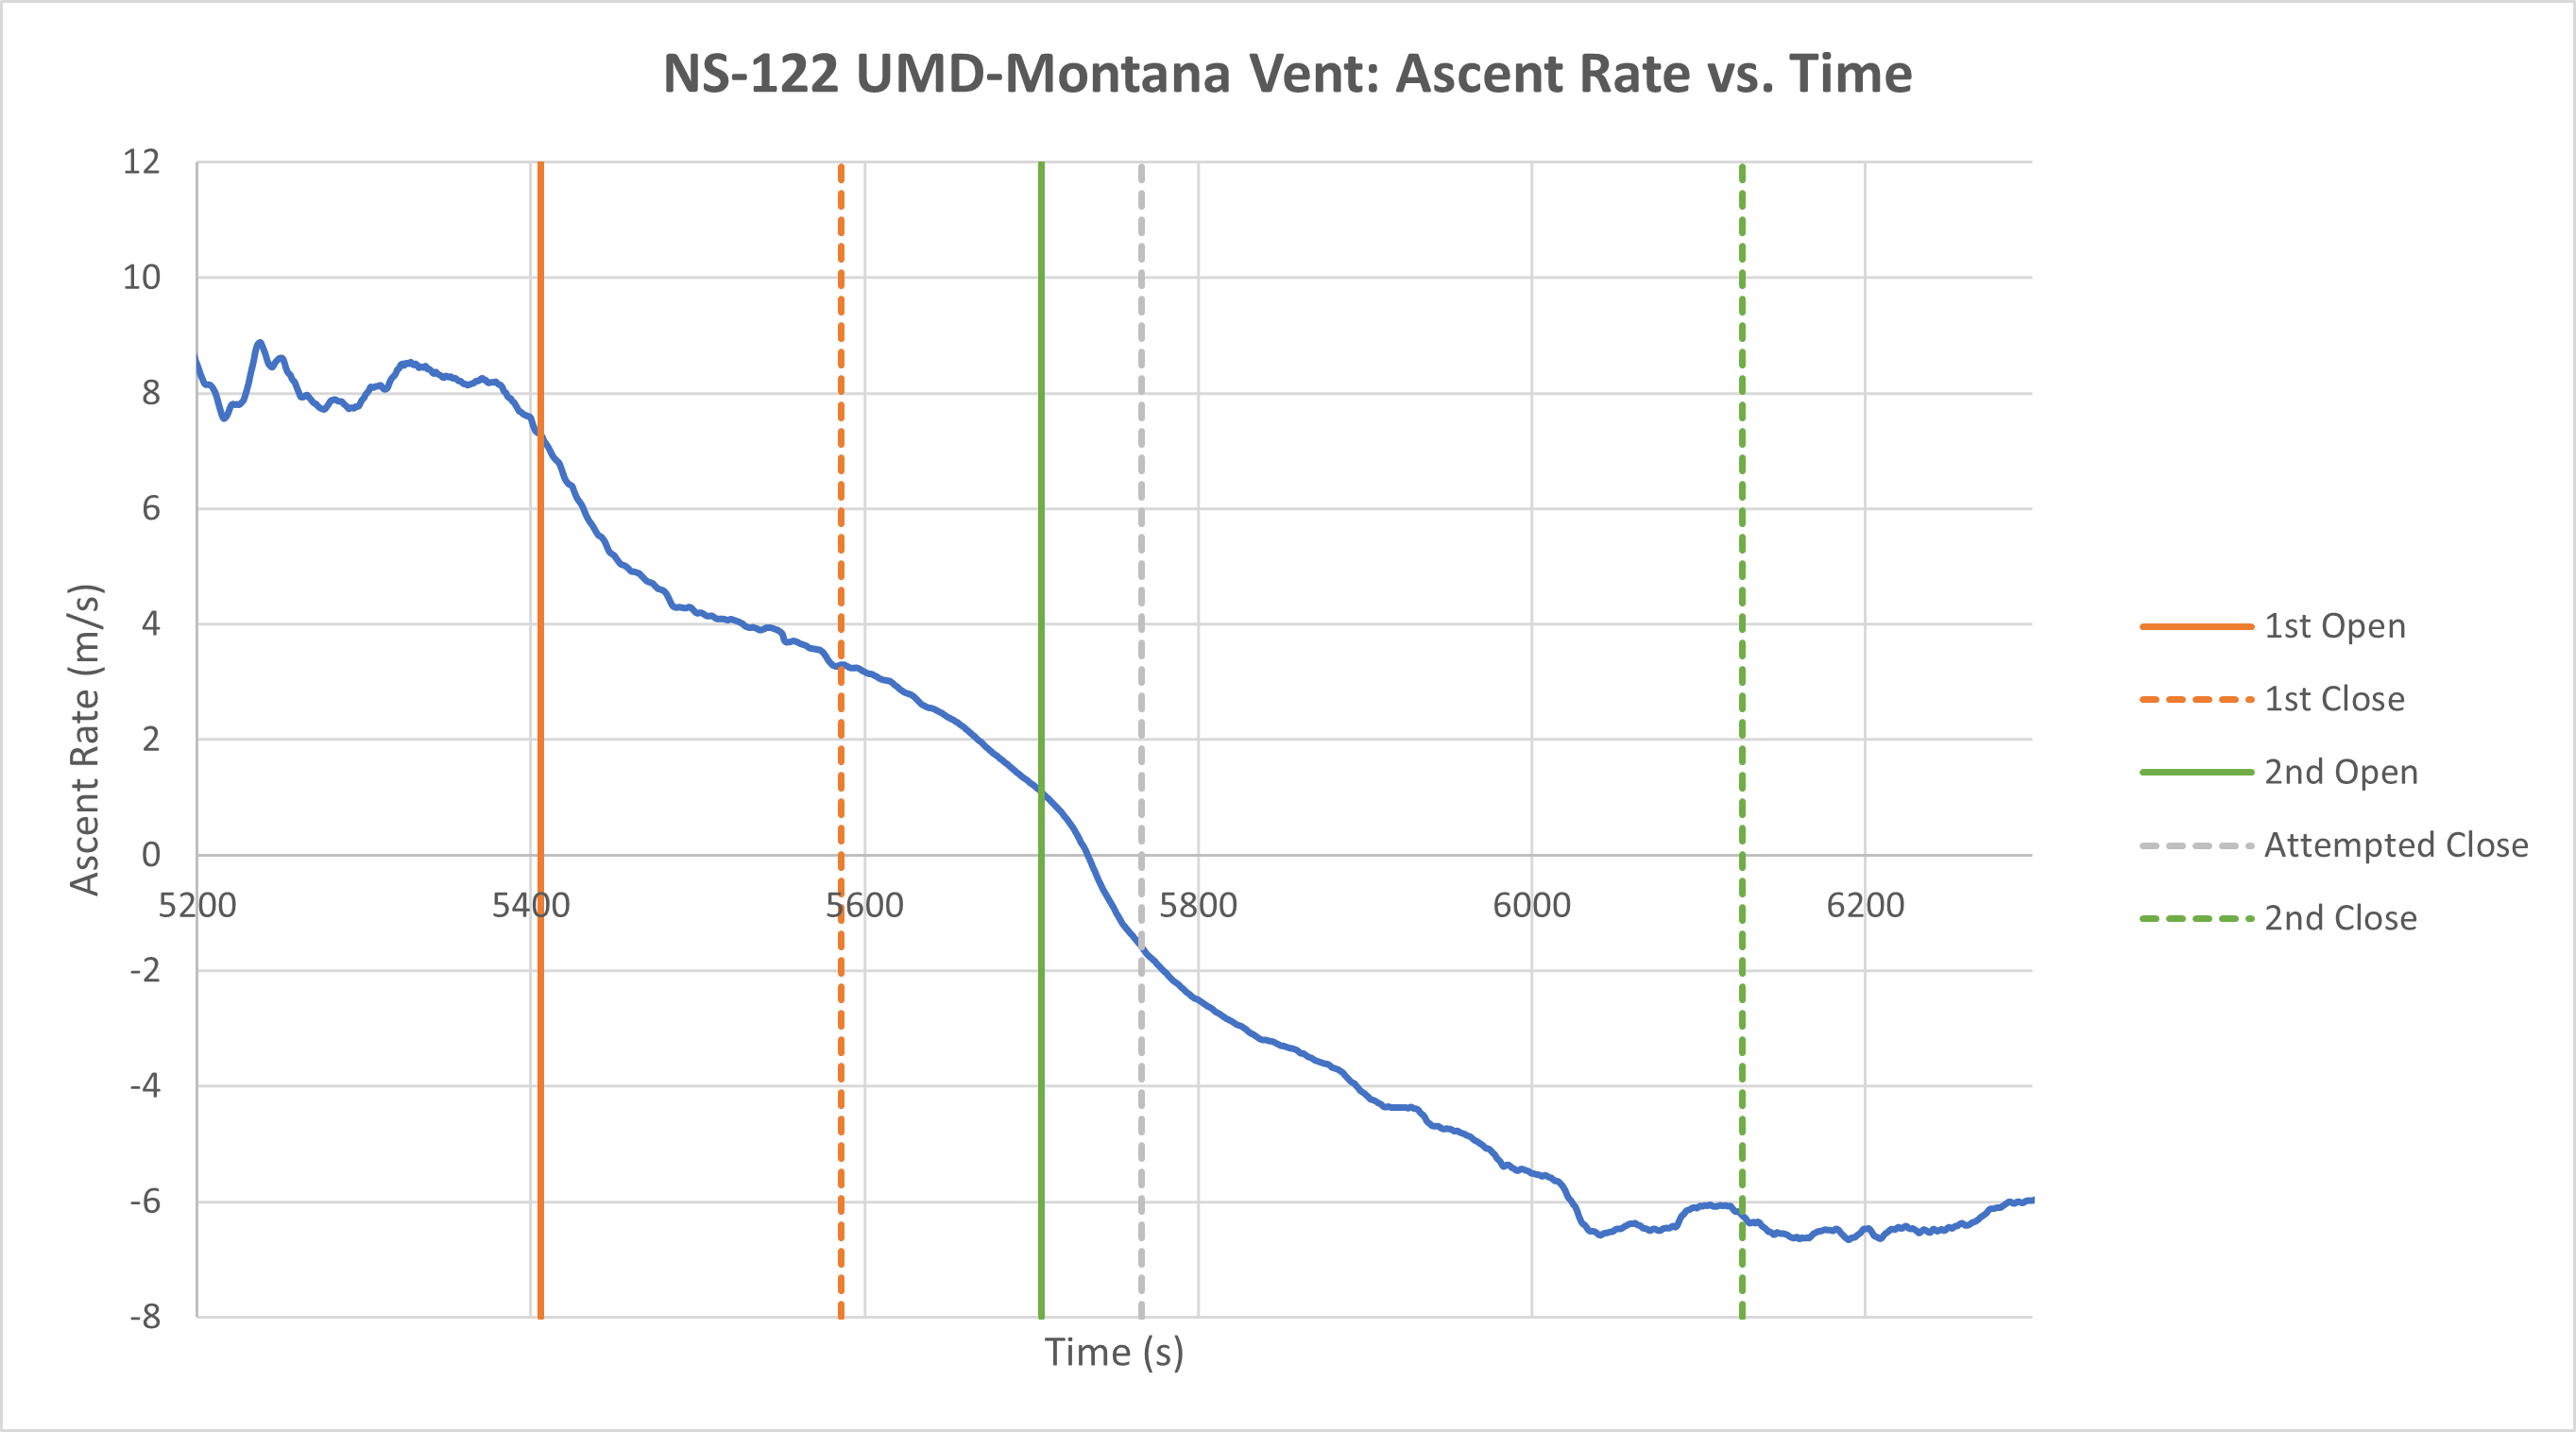 NS-122 UMD-Montana Vent: Ascent Rate vs. Time
12
10
8
6
4
2
0
-2
-4
-6
-8
Ascent Rate (m/s)
5200 5400 5600 5800 6000 6200
Time (s)
1st Open
1st Close
2nd Open
Attempted Close
2nd Close